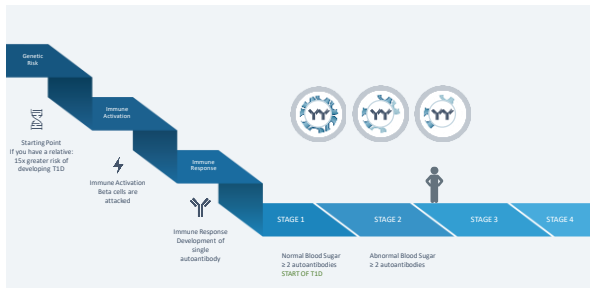 Genetic
Risk
Immune
Activation
Immune
Response
Starting Point
If you have a relative:
15x greater risk of
developing T1D
Immune Activation
Beta cells are
attacked
Immune Response
Development of
single
autoantibody
STAGE 1
STAGE 2
STAGE 3
STAGE 4
Normal Blood Sugar
≥ 2 autoantibodies
START OF T1D
Abnormal Blood Sugar
≥ 2 autoantibodies